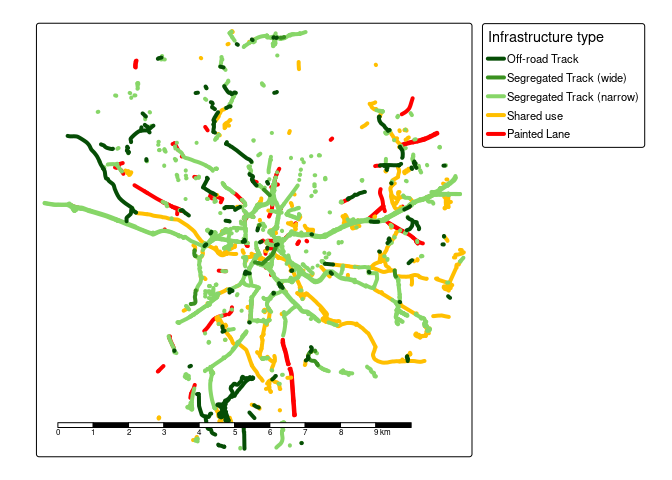 Infrastructure type
Off-road Track
Segregated Track (wide)
Segregated Track (narrow)
Shared use
Painted Lane
0 1 2 3 4 5 6 7 8 9 km